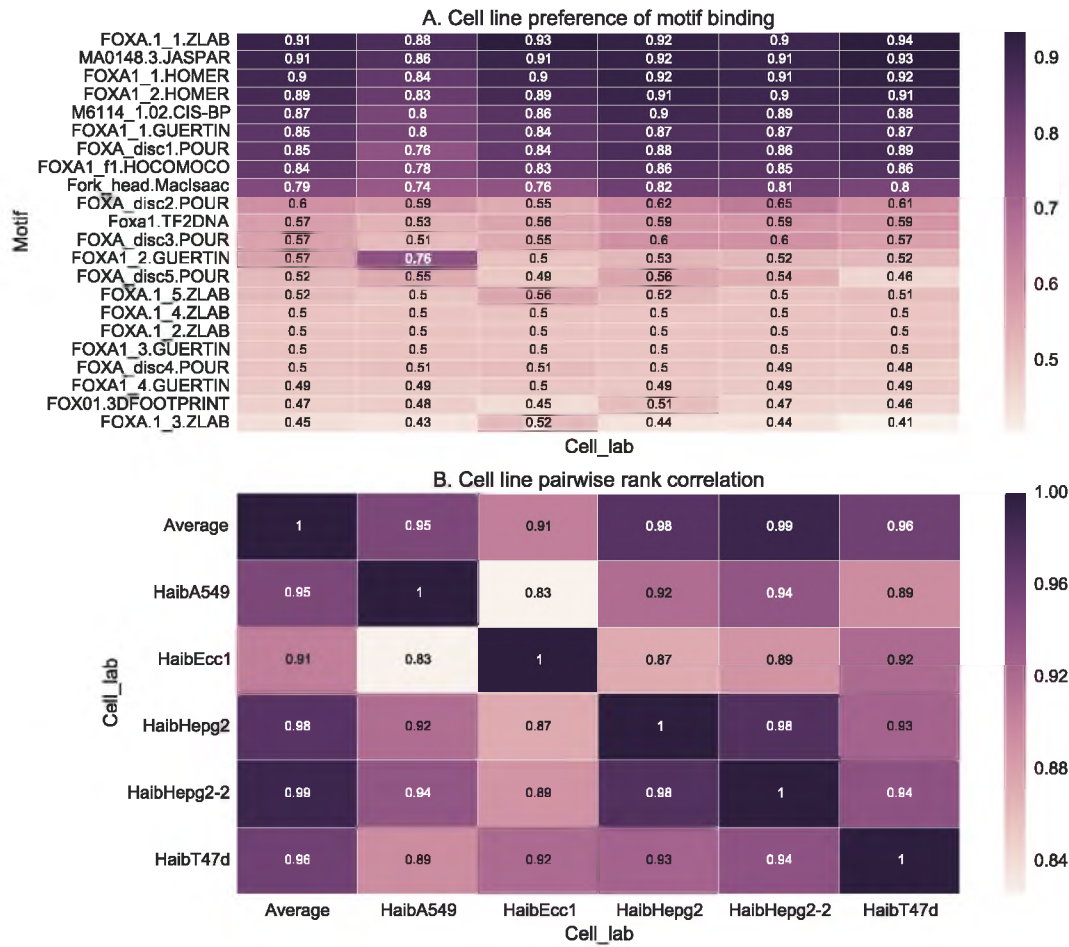 A. Cell line preference of motif binding
FOXA.1_1.ZLAB 0.91 0.88 0.93 0.92 0.9 0.94
MA0148.3.JASPAR 0.91 0.86 0.91 0.92 0.91 0.93
FOXA1_1.HOMER 0.9 0.84 0.9 0.92 0.91 0.92
FOXA1_2.HOMER 0.89 0.83 0.89 0.91 0.9 0.91
M6114_1.02.CIS-BP 0.87 0.8 0.86 0.9 0.89 0.88
FOXA1_1.GUERTIN 0.85 0.8 0.84 0.87 0.87 0.87
FOXA_disc1.POUR 0.85 0.76 0.84 0.88 0.86 0.89
FOXA1_f1.HOCOMOCO 0.84 0.78 0.83 0.86 0.85 0.86
Fork_head.MacIsaac 0.79 0.74 0.76 0.82 0.81 0.8
FOXA_disc2.POUR 0.6 0.59 0.55 0.62 0.65 0.61
Foxa1.TF2DNA 0.57 0.53 0.56 0.59 0.59 0.59
FOXA_disc3.POUR 0.57 0.51 0.55 0.6 0.6 0.57
FOXA1_2.GUERTIN 0.57 0.76 0.5 0.53 0.52 0.52
FOXA_disc5.POUR 0.52 0.55 0.49 0.56 0.54 0.46
FOXA.1_5.ZLAB 0.52 0.5 0.56 0.52 0.5 0.51
FOXA.1_4.ZLAB 0.5 0.5 0.5 0.5 0.5 0.5
FOXA.1_2.ZLAB 0.5 0.5 0.5 0.5 0.5 0.5
FOXA1_3.GUERTIN 0.5 0.5 0.5 0.5 0.5 0.5
FOXA_disc4.POUR 0.5 0.51 0.51 0.5 0.49 0.48
FOXA1_4.GUERTIN 0.49 0.49 0.5 0.49 0.49 0.49
FOX01.3DFOOTPRINT 0.47 0.48 0.45 0.51 0.47 0.46
FOXA.1_3.ZLAB 0.45 0.43 0.52 0.44 0.44 0.41
Motif
Cell_lab
0.9
0.8
0.7
0.6
0.5
B. Cell line pairwise rank correlation
Average 1 0.95 0.91 0.98 0.99 0.96
HaibA549 0.95 1 0.83 0.92 0.94 0.89
HaibEcc1 0.91 0.83 1 0.87 0.89 0.92
HaibHepg2 0.98 0.92 0.87 1 0.98 0.93
HaibHepg2-2 0.99 0.94 0.89 0.98 1 0.94
HaibT47d 0.96 0.89 0.92 0.93 0.94 1
Cell_lab
Average HaibA549 HaibEcc1 HaibHepg2 HaibHepg2-2 HaibT47d
Cell_lab
1.00
0.96
0.92
0.88
0.84